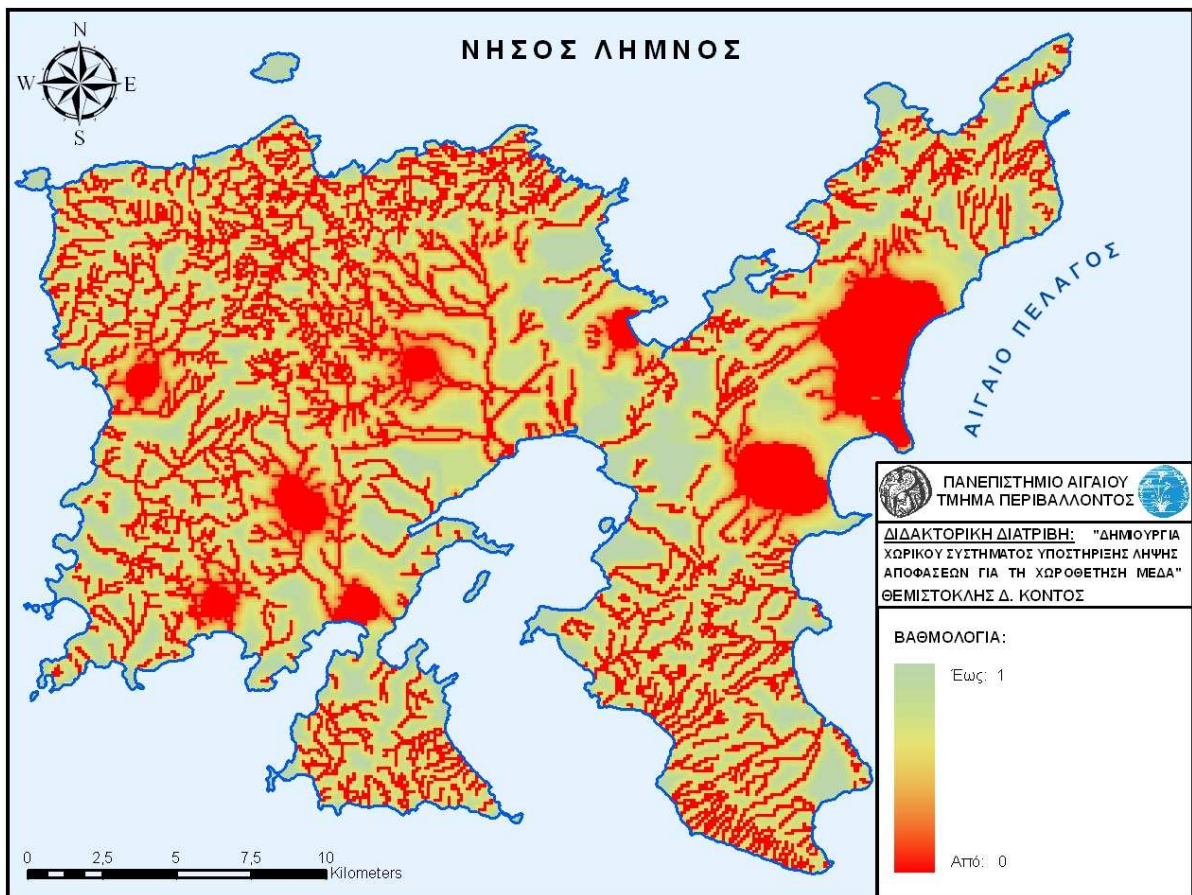 ΝΗΣΟΣ ΛΗΜΝΟΣ
N
W E
S
ΑΙΓΑΙΟ ΠΕΛΑΓΟΣ
ΠΑΝΕΠΙΣΤΗΜΙΟ ΑΙΓΑΙΟΥ
ΤΜΗΜΑ ΠΕΡΙΒΑΛΛΟΝΤΟΣ
ΔΙΔΑΚΤΟΡΙΚΗ ΔΙΑΤΡΙΒΗ: "ΔΗΜΙΟΥΡΓΙΑ
ΧΩΡΙΚΟΥ ΣΥΣΤΗΜΑΤΟΣ ΥΠΟΣΤΗΡΙΞΗΣ ΛΗΨΗΣ
ΑΠΟΦΑΣΕΩΝ ΓΙΑ ΤΗ ΧΩΡΟΘΕΤΗΣΗ ΜΕΔΑ"
ΘΕΜΙΣΤΟΚΛΗΣ Δ. ΚΟΝΤΟΣ
ΒΑΘΜΟΛΟΓΙΑ:
Έως: 1
Από: 0
0 2,5 5 7,5 10
Kilometers